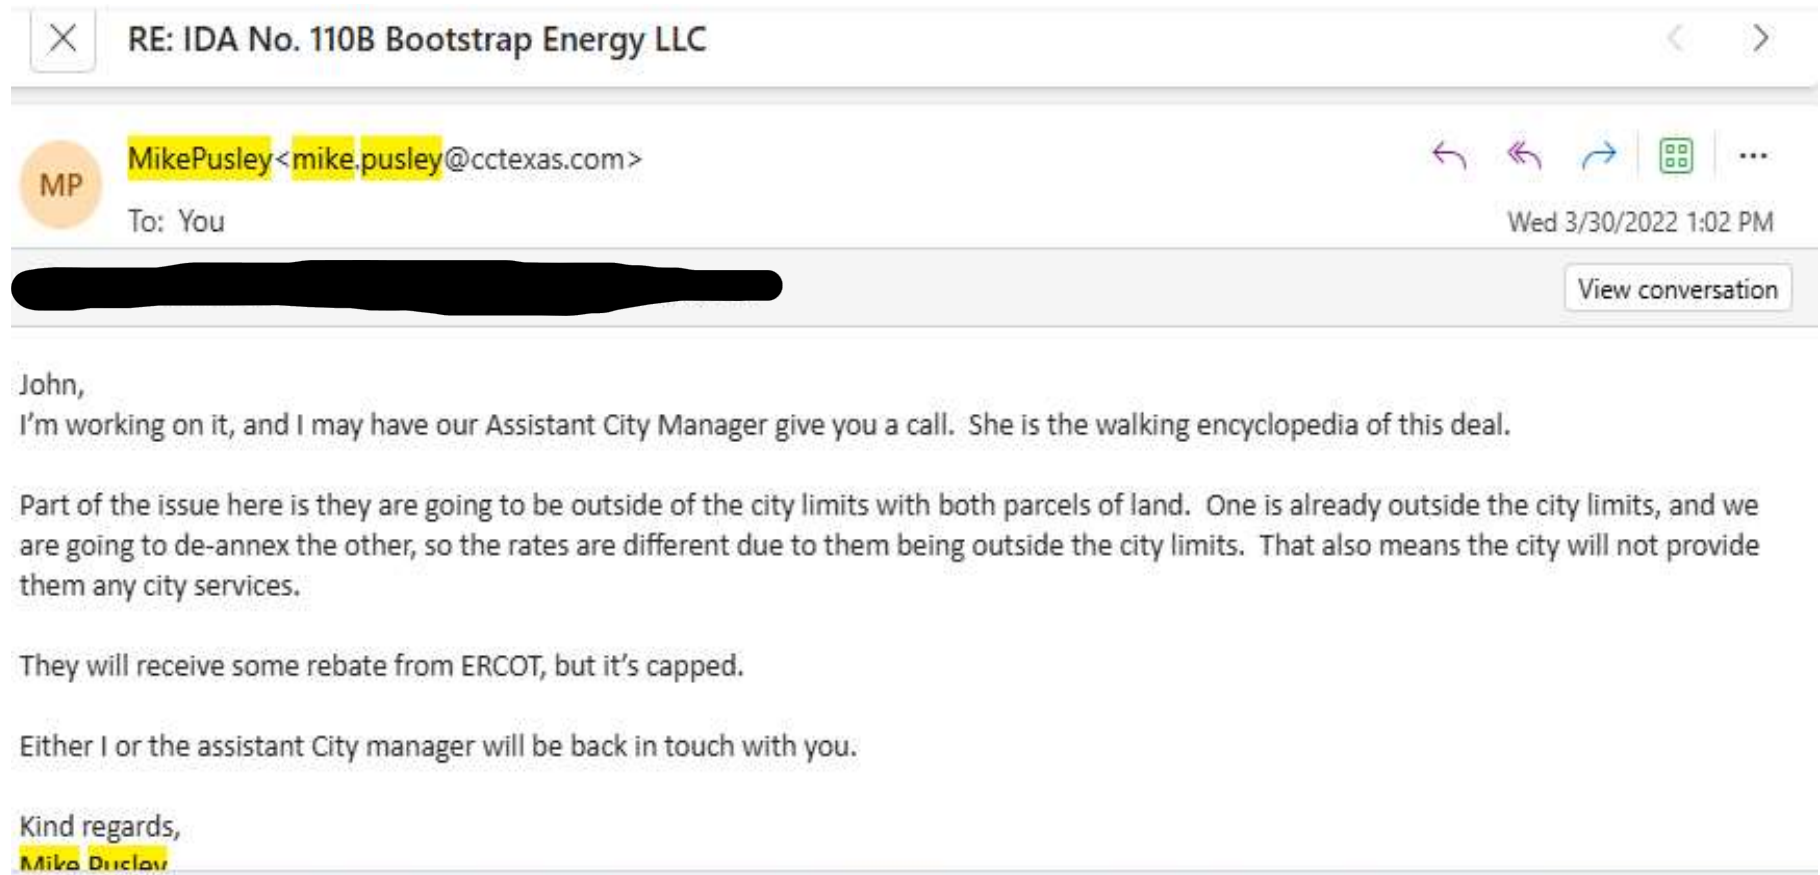 RE: IDA No. 110B Bootstrap Energy LLC
MikePusley<mike.pusley@cctexas.com>
MP
To: You
Wed 3/30/2022 1:02 PM
View conversation
John,
I'm working on it, and I may have our Assistant City Manager give you a call. She is the walking encyclopedia of this deal.
Part of the issue here is they are going to be outside of the city limits with both parcels of land. One is already outside the city limits, and we
are going to de-annex the other, so the rates are different due to them being outside the city limits. That also means the city will not provide
them any city services.
They will receive some rebate from ERCOT, but it's capped.
Either I or the assistant City manager will be back in touch with you.
Kind regards,
Mike Pusley